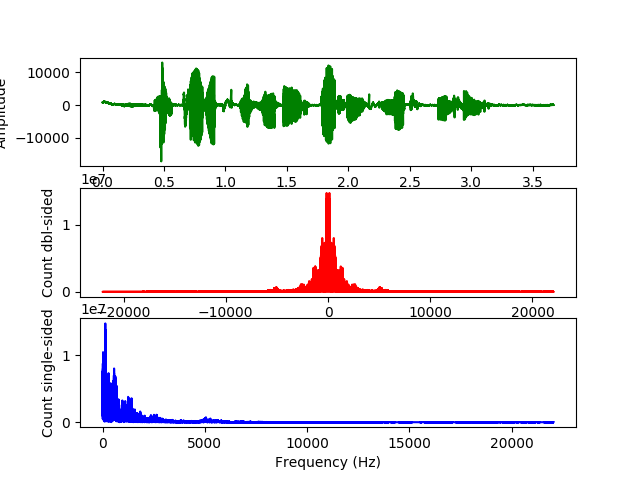 10000
0
−10000
Amplitude
1e7
0.0 0.5 1.0 1.5 2.0 2.5 3.0 3.5
1
0
Count dbl-sided
1e7
−20000 −10000 0 10000 20000
1
0
Count single-sided
0 5000 10000 15000 20000
Frequency (Hz)